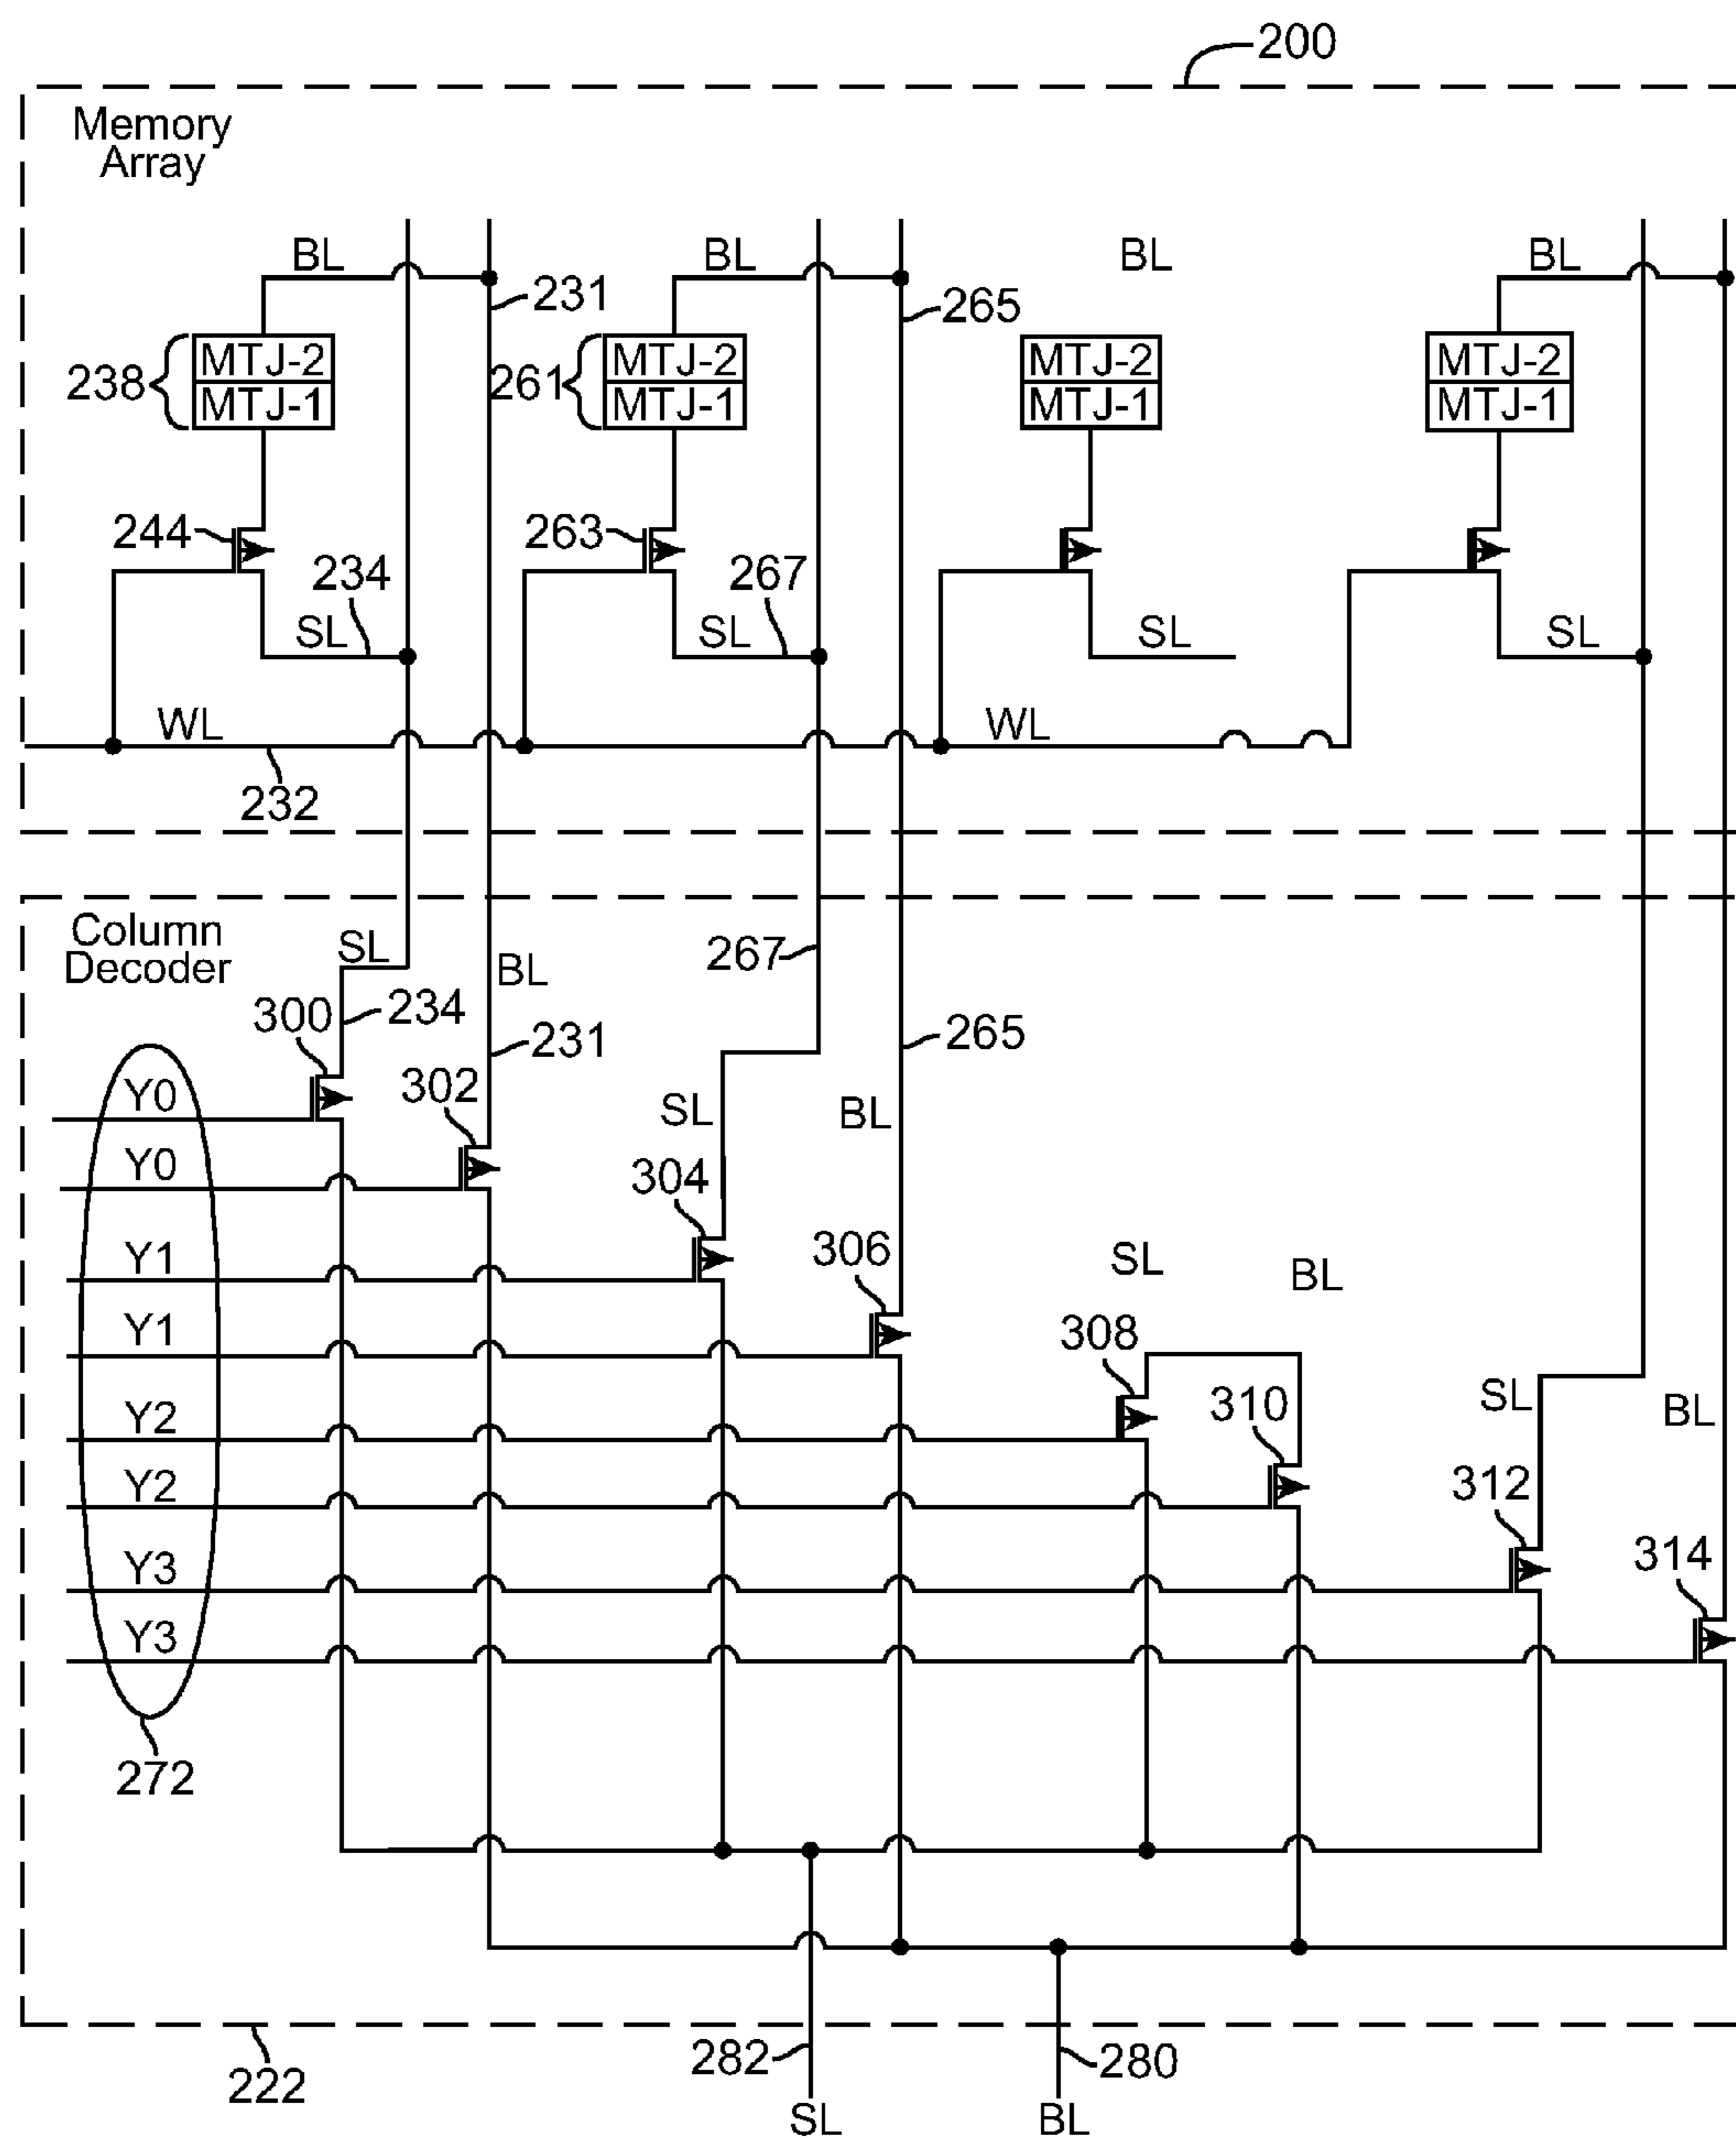 200
Memory
Array
BL
BL
BL
BL
231
265
238
MTJ-2
MTJ-1
261
MTJ-2
MTJ-1
MTJ-2
MTJ-1
MTJ-2
MTJ-1
244
263
234
267
SL
SL
SL
SL
WL
WL
232
Column
Decoder
SL
267
BL
234
300
231
265
302
Y0
SL
BL
Y0
304
306
Y1
SL
BL
Y1
308
310
SL
BL
Y2
Y2
312
314
Y3
Y3
272
282
280
222
SL
BL